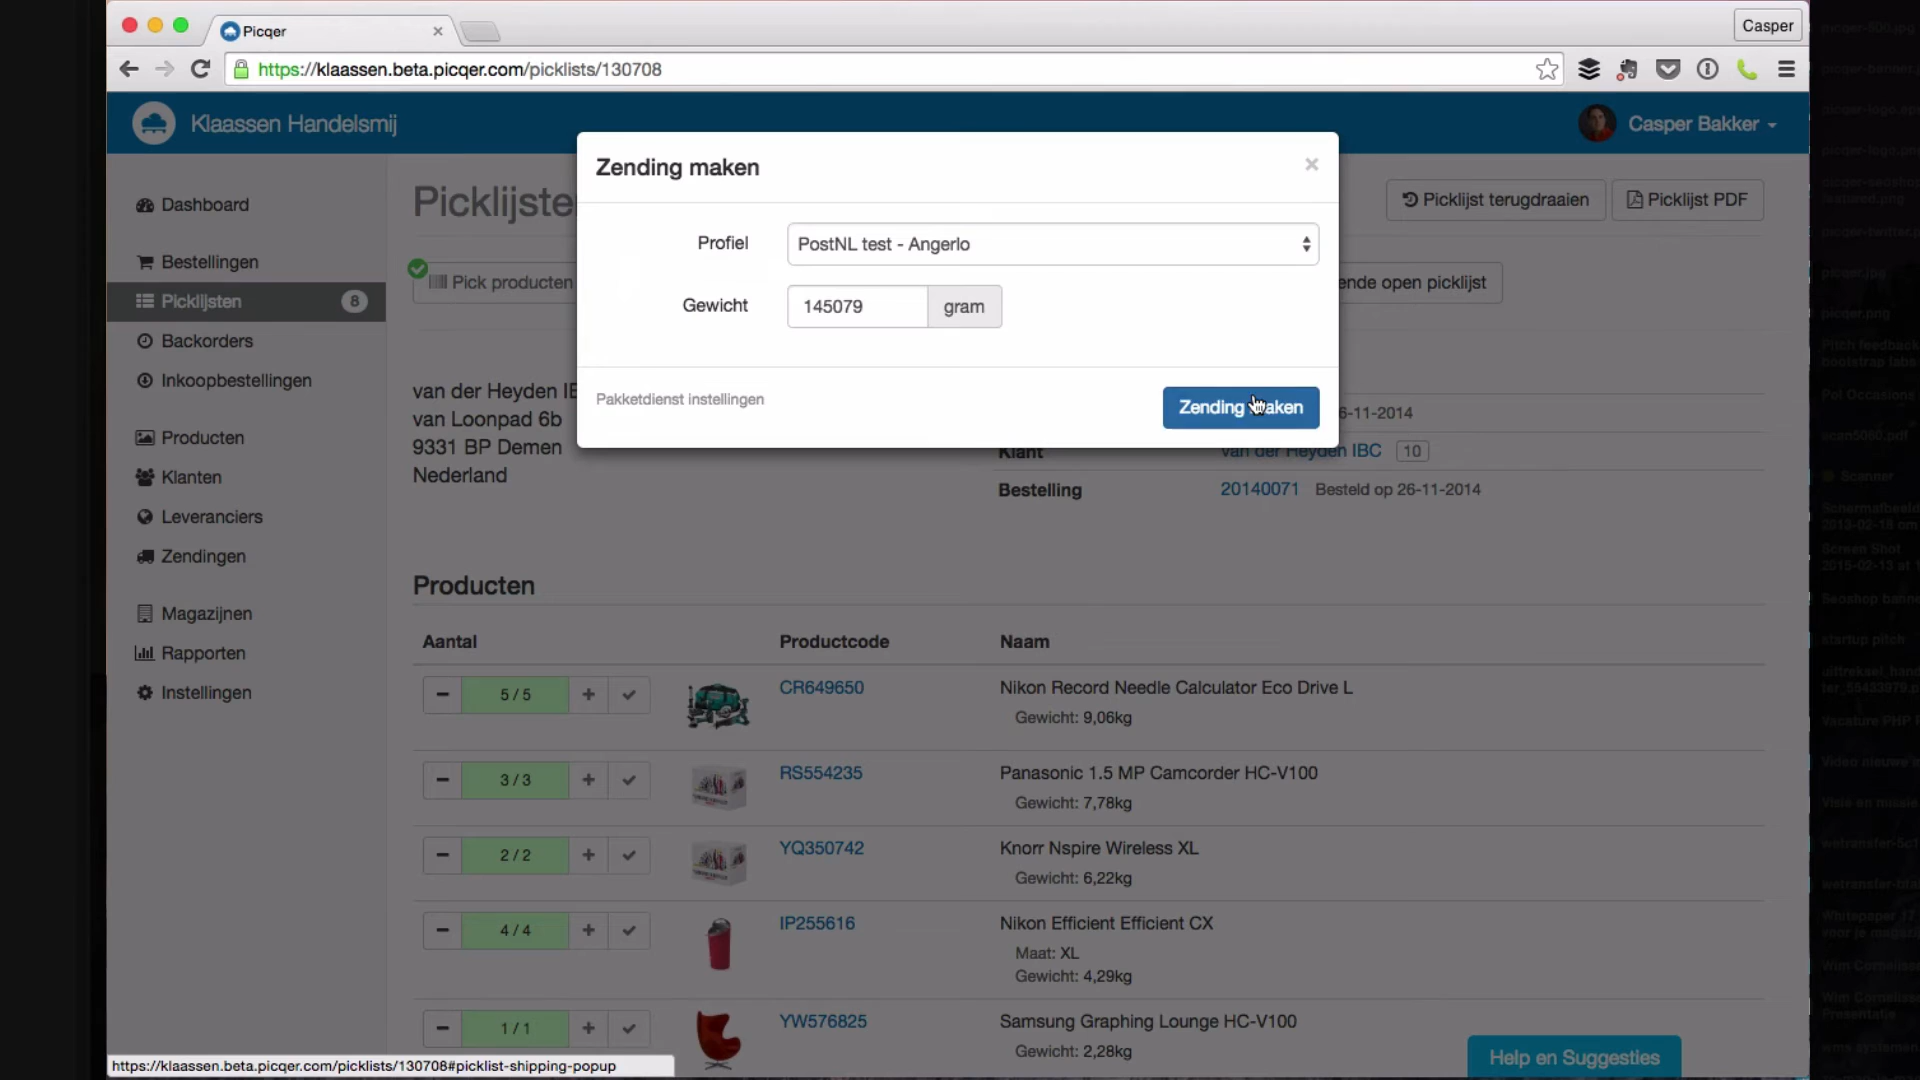 Picqer
Casper
https://klaassen.beta.picqer.com/picklists/130708
Klaassen Handelsmij
Casper Bakker
Zending maken
Profiel
PostNL test - Angerlo
Gewicht
145079
gram
Pakketdienst instellingen
Zending maken
Dashboard
Bestellingen
Picklijsten
8
Backorders
Inkoopbestellingen
Producten
Klanten
Leveranciers
Zendingen
Magazijnen
Rapporten
Instellingen
Picklijst terugdraaien
Picklijst PDF
Pick producten
ende open picklijst
van der Heyden
van Loonpad 6b
9331 BP Demen
Nederland
6-11-2014
Klant
van der Heyden IBC
10
Bestelling
20140071
Besteld op 26-11-2014
Producten
Aantal
Productcode
Naam
5 / 5
CR649650
Nikon Record Needle Calculator Eco Drive L
Gewicht: 9,06kg
3 / 3
RS554235
Panasonic 1.5 MP Camcorder HC-V100
Gewicht: 7,78kg
2 / 2
YQ350742
Knorr Nspire Wireless XL
Gewicht: 6,22kg
4 / 4
IP255616
Nikon Efficient Efficient CX
Maat: XL
Gewicht: 4,29kg
1 / 1
YW576825
Samsung Graphing Lounge HC-V100
Gewicht: 2,28kg
Help en Suggesties
https://klaassen.beta.picqer.com/picklists/130708#picklist-shipping-popup